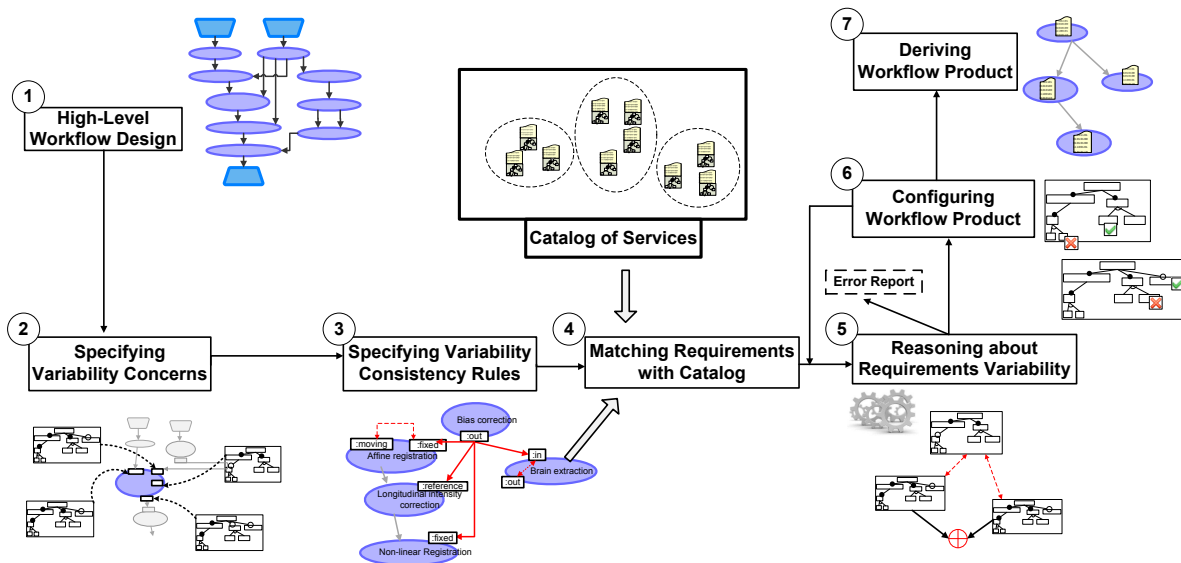 1
High-Level
Workflow Design
2
Specifying
Variability Concerns
3
Specifying Variability
Consistency Rules
Catalog of Services
4
Matching Requirements
with Catalog
5
Reasoning about
Requirements Variability
Error Report
6
Configuring
Workflow Product
7
Deriving
Workflow Product
Bias correction
:out
:moving
:fixed
Affine registration
:in
Brain extraction
:out
:reference
Longitudinal intensity
correction
:fixed
Non-linear Registration